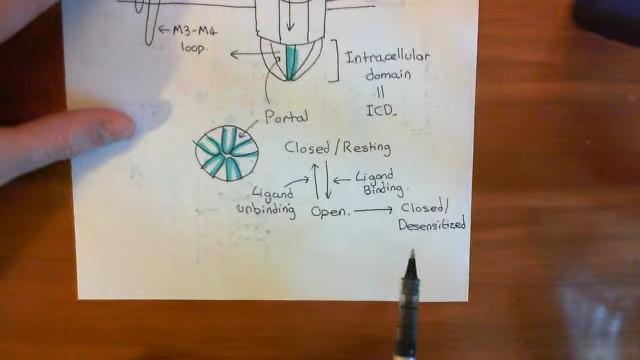 M3-M4
loop.
Intracellular
domain
=
ICD.
Portal
Closed/Resting
Ligand
Binding.
Ligand
unbinding
Open.
Closed/
Desensitized